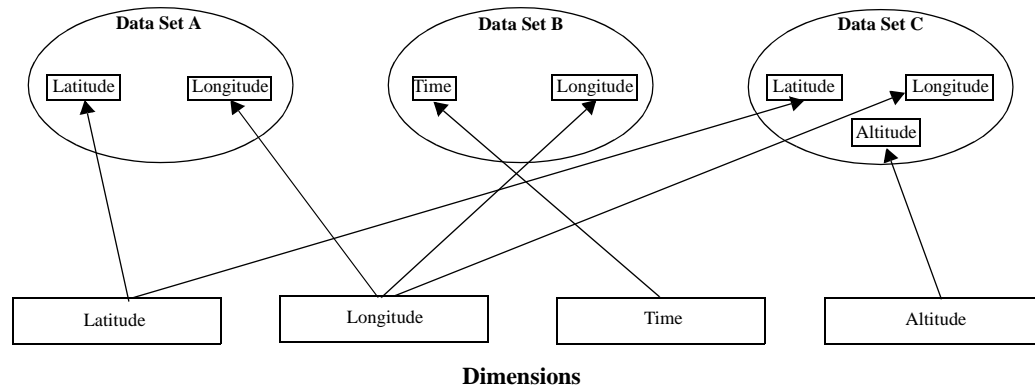 Data Set A
Data Set B
Data Set C
Latitude
Longitude
Time
Longitude
Latitude
Longitude
Altitude
Latitude
Longitude
Time
Altitude
Dimensions